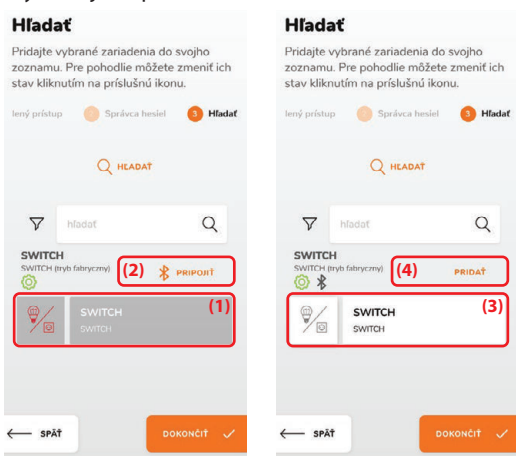 Hľadať
Pridajte vybrané zariadenia do svojho
zoznamu. Pre pohodlie môžete zmeniť ich
stav kliknutím na príslušnú ikonu.
lený prístup
Správca hesiel
3 Hľadať
HĽADAŤ
hľadať
SWITCH
SWITCH (tryb fabryczny)
(2)
PRIPOJIŤ
(1)
SWITCH
SWITCH
SPÄŤ
DOKONČIŤ
Hľadať
Pridajte vybrané zariadenia do svojho
zoznamu. Pre pohodlie môžete zmeniť ich
stav kliknutím na príslušnú ikonu.
lený prístup
Správca hesiel
3 Hľadať
HĽADAŤ
hľadať
SWITCH
SWITCH (tryb fabryczny)
(4)
PRIDAŤ
(3)
SWITCH
SWITCH
SPÄŤ
DOKONČIŤ